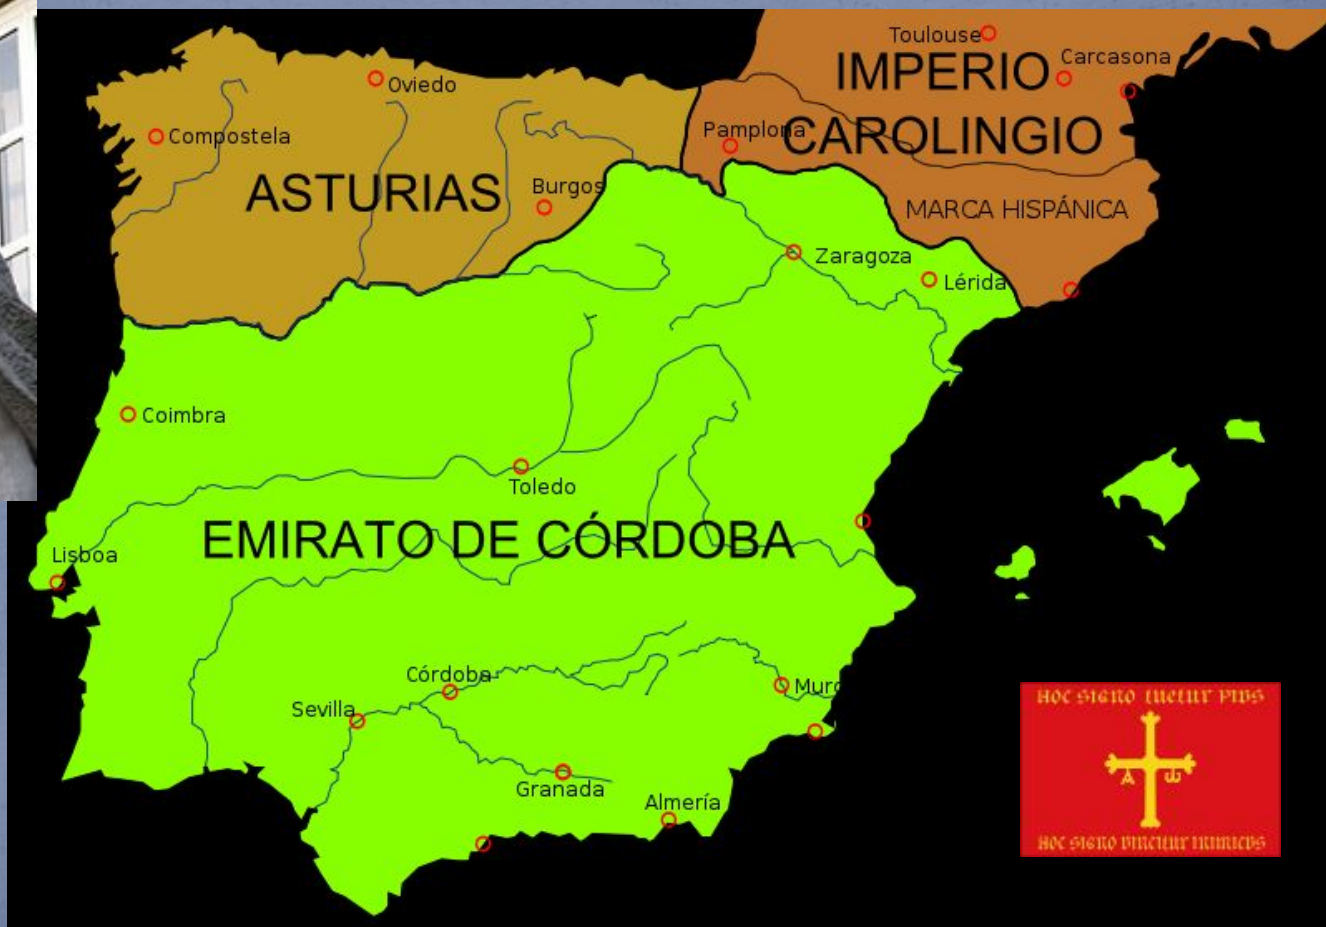 Toulouse
IMPERIO
Carcasona
Oviedo
Compostela
Pamplona
CAROLINGIO
ASTURIAS
Burgos
MARCA HISPÁNICA
Zaragoza
Lérida
Coimbra
Toledo
EMIRATO DE CÓRDOBA
Lisboa
Córdoba
Murc
Sevilla
Granada
Almería
HOC SIGNO TUETUR PIUS
A ω
HOC SIGNO VINCITUR INIMICUS